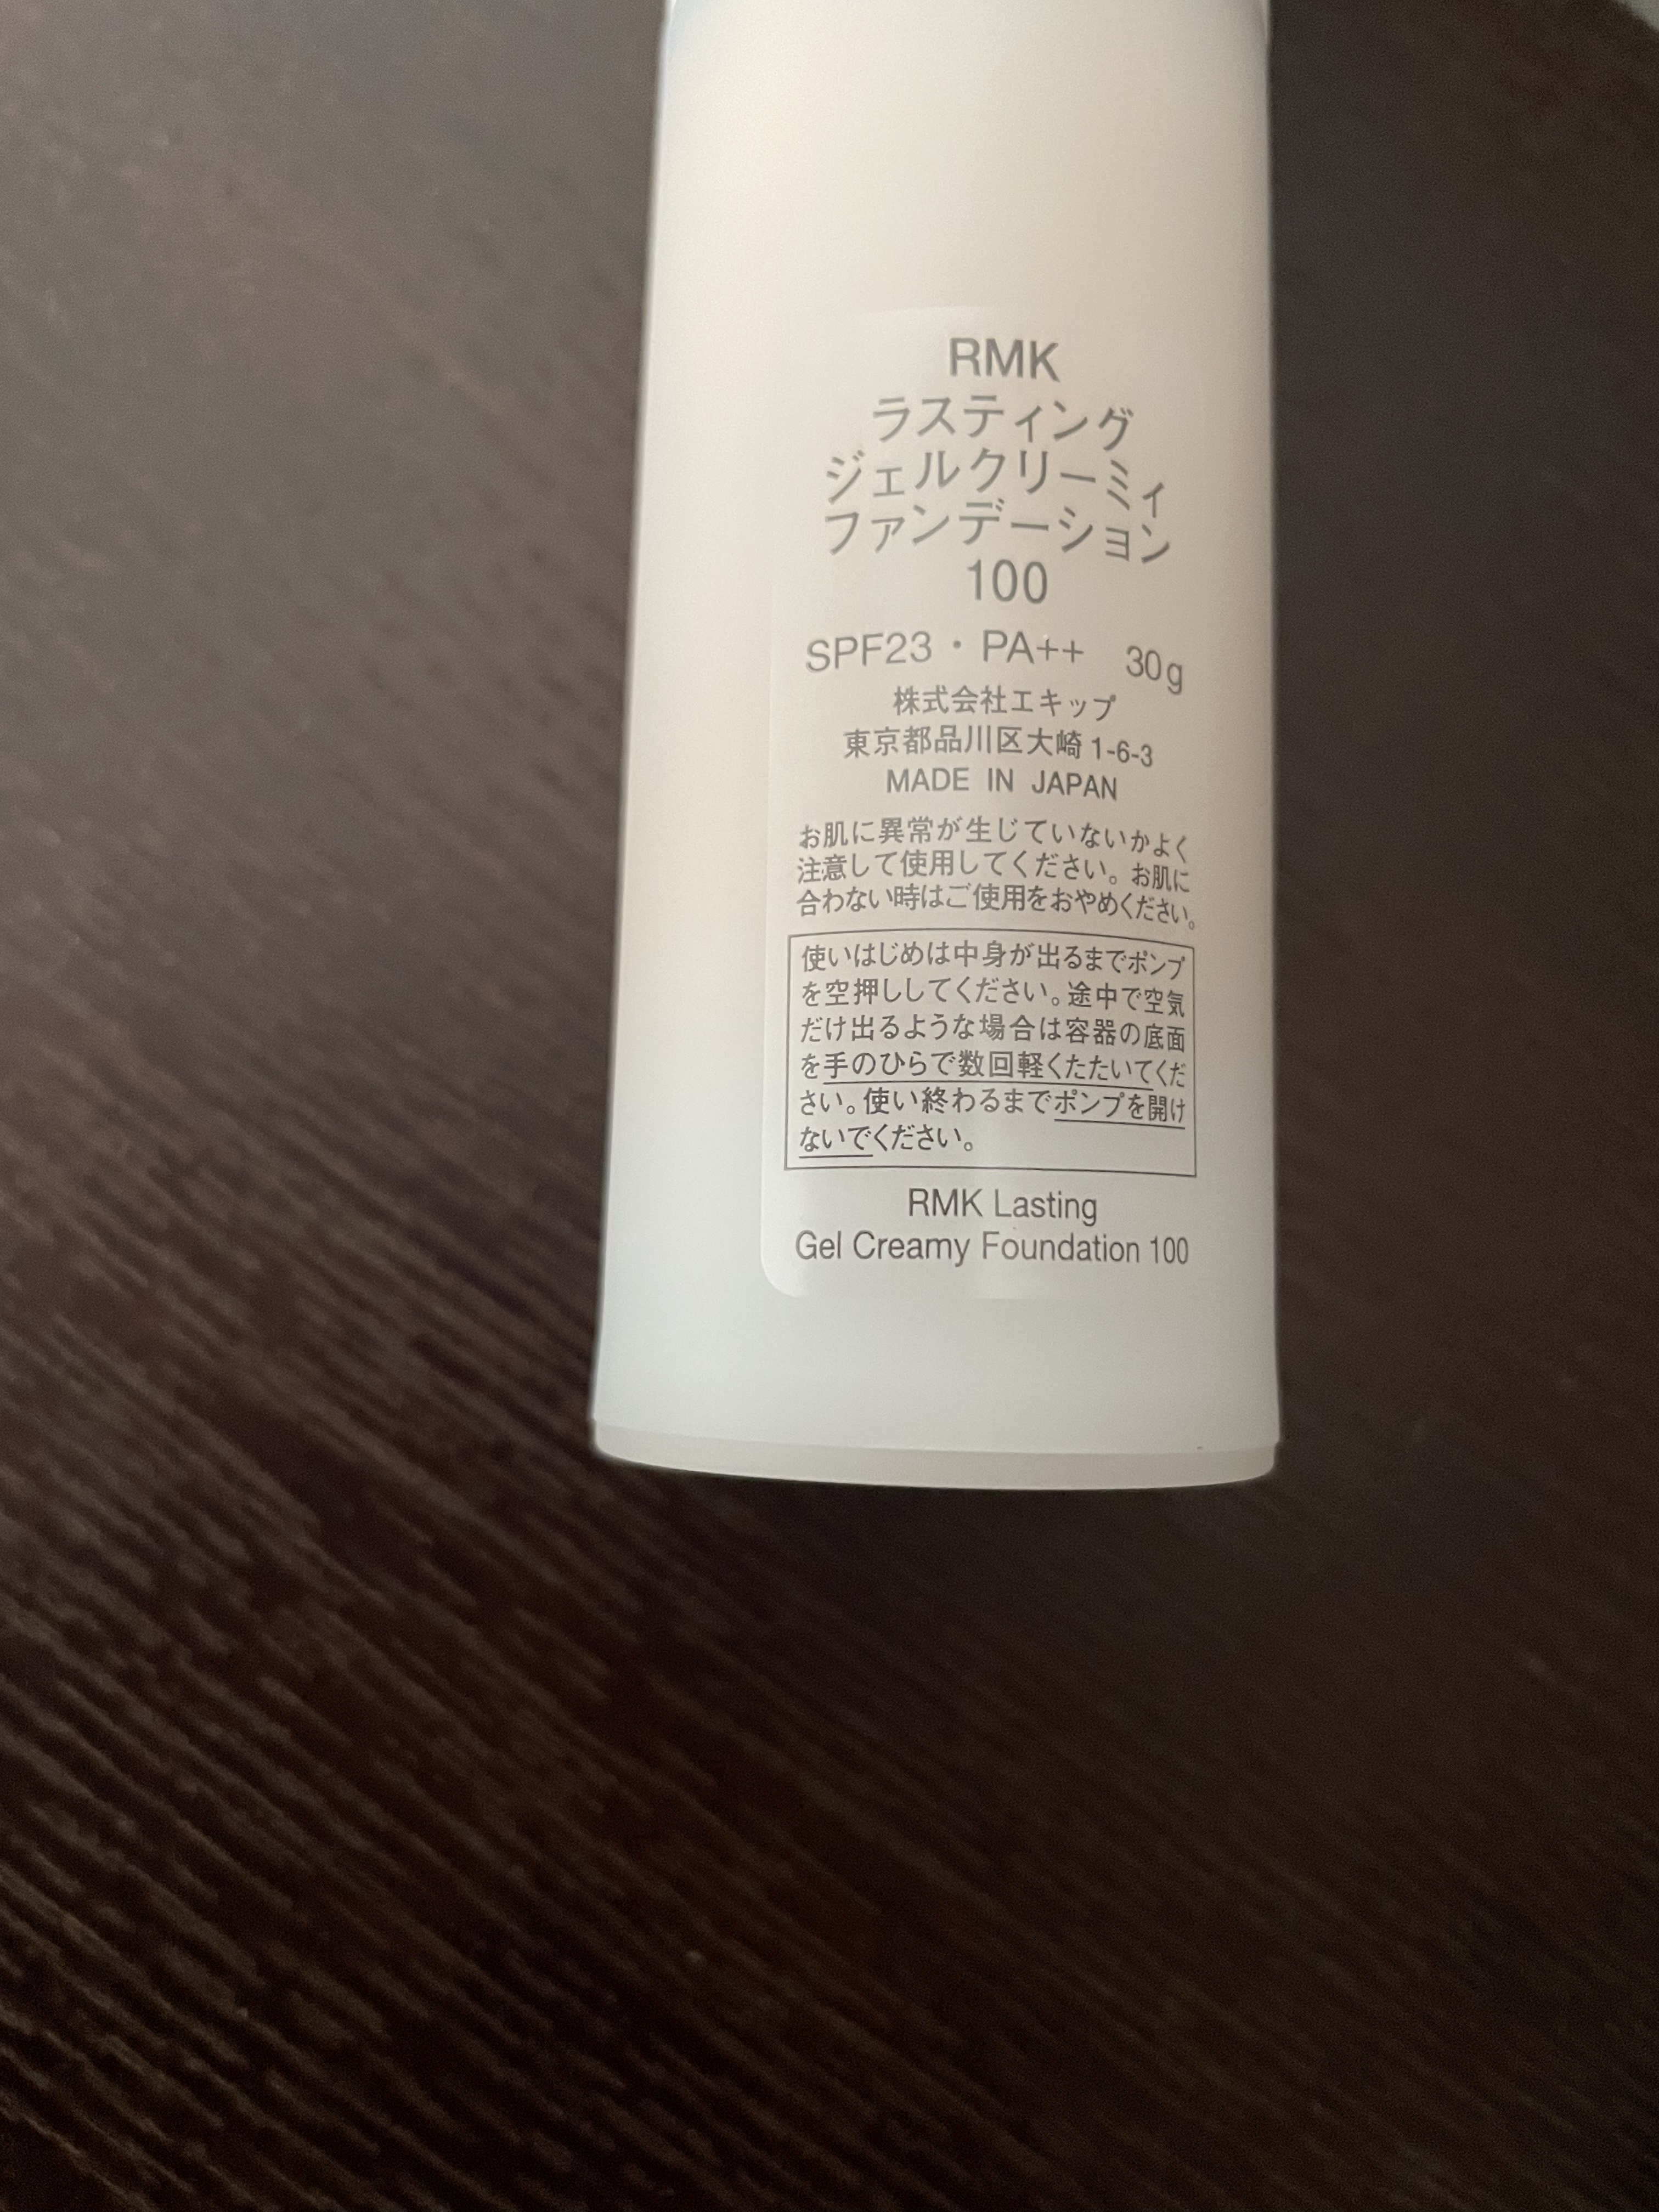 RMK
ラスティング
ジェルクリーミィ
ファンデーション
100
SPF23・PA++ 30g
株式会社エキップ
東京都品川区大崎1-6-3
MADE IN JAPAN
お肌に異常が生じていないかよく
注意して使用してください。お肌に
合わない時はご使用をおやめください。
使いはじめは中身が出るまでポンプ
を空押ししてください。途中で空気
だけ出るような場合は容器の底面
を手のひらで数回軽くたたいてくだ
さい。使い終わるまでポンプを開け
ないでください。
RMK Lasting
Gel Creamy Foundation 100